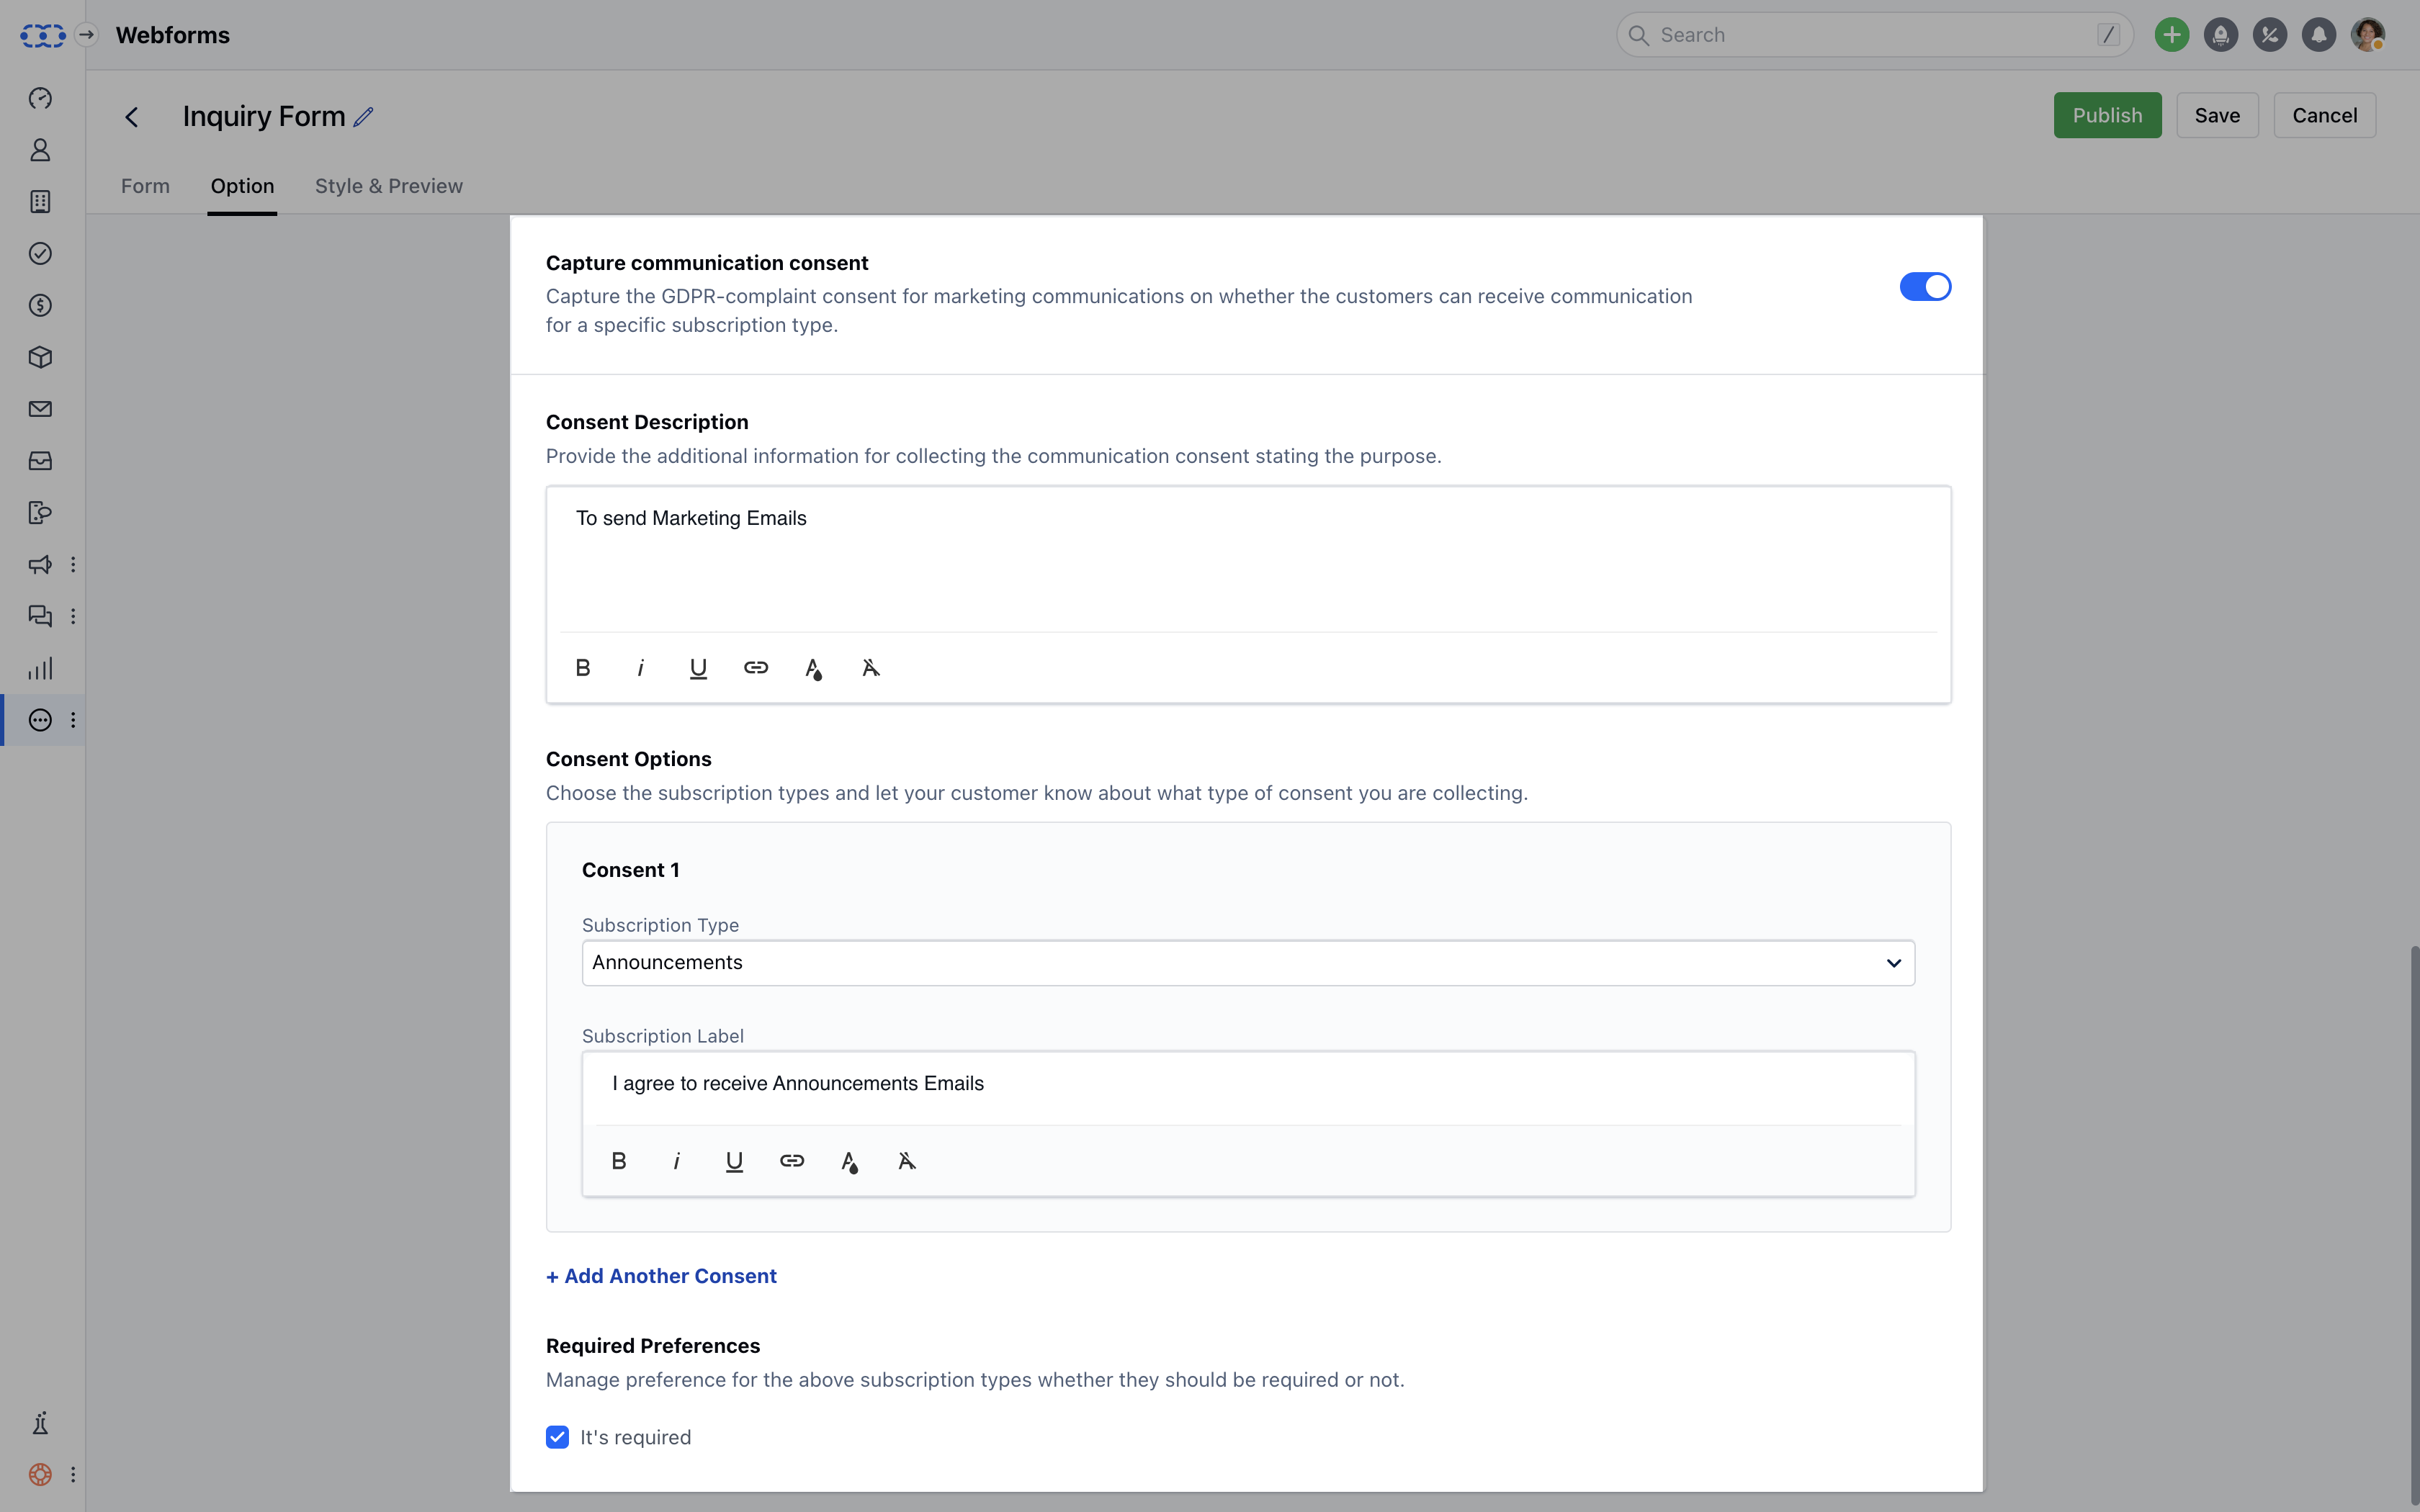 Webforms
Search /
Inquiry Form
Publish
Save
Cancel
Form
Option
Style & Preview
Capture communication consent
Capture the GDPR-complaint consent for marketing communications on whether the customers can receive communication
for a specific subscription type.
Consent Description
Provide the additional information for collecting the communication consent stating the purpose.
To send Marketing Emails
B i U A A
Consent Options
Choose the subscription types and let your customer know about what type of consent you are collecting.
Consent 1
Subscription Type
Announcements
Subscription Label
I agree to receive Announcements Emails
B i U A A
+ Add Another Consent
Required Preferences
Manage preference for the above subscription types whether they should be required or not.
It's required